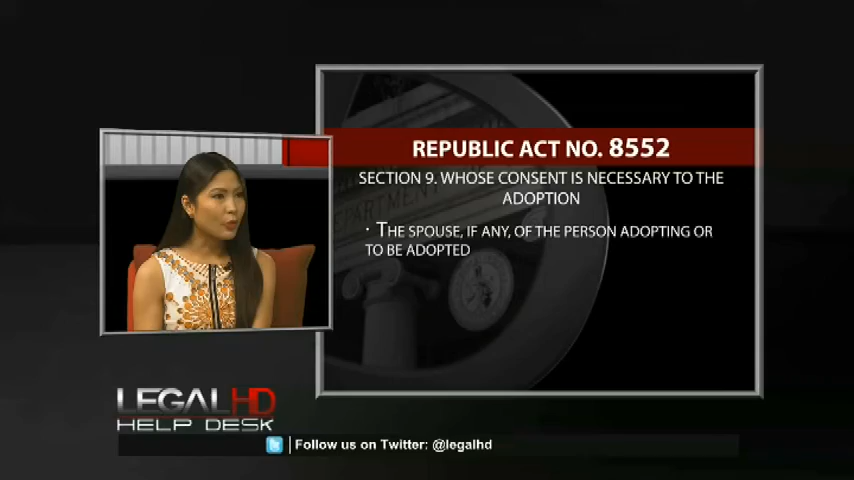 REPUBLIC ACT NO. 8552
SECTION 9. WHOSE CONSENT IS NECESSARY TO THE
ADOPTION
· THE SPOUSE, IF ANY, OF THE PERSON ADOPTING OR
TO BE ADOPTED
EPARTMENT
LEGALHD
HELP DESK
Follow us on Twitter: @legalhd